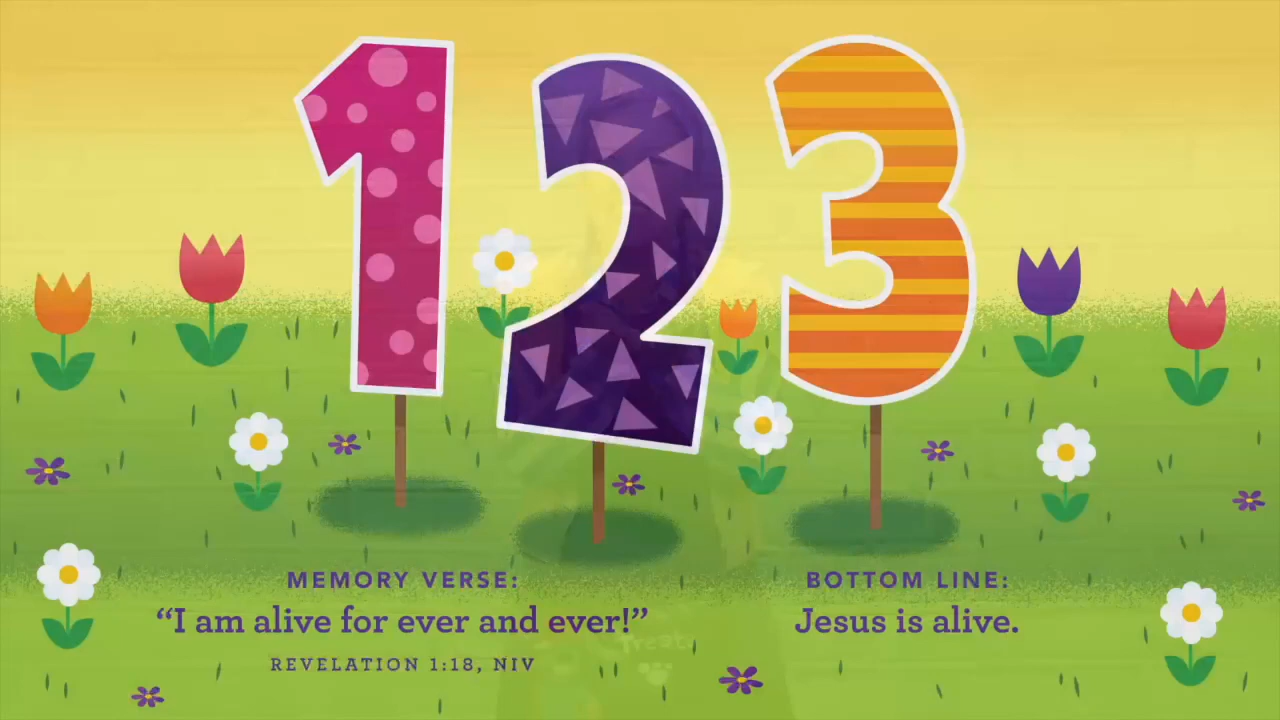 1 2 3
MEMORY VERSE:
“I am alive for ever and ever!”
REVELATION 1:18, NIV
BOTTOM LINE:
Jesus is alive.
Treats